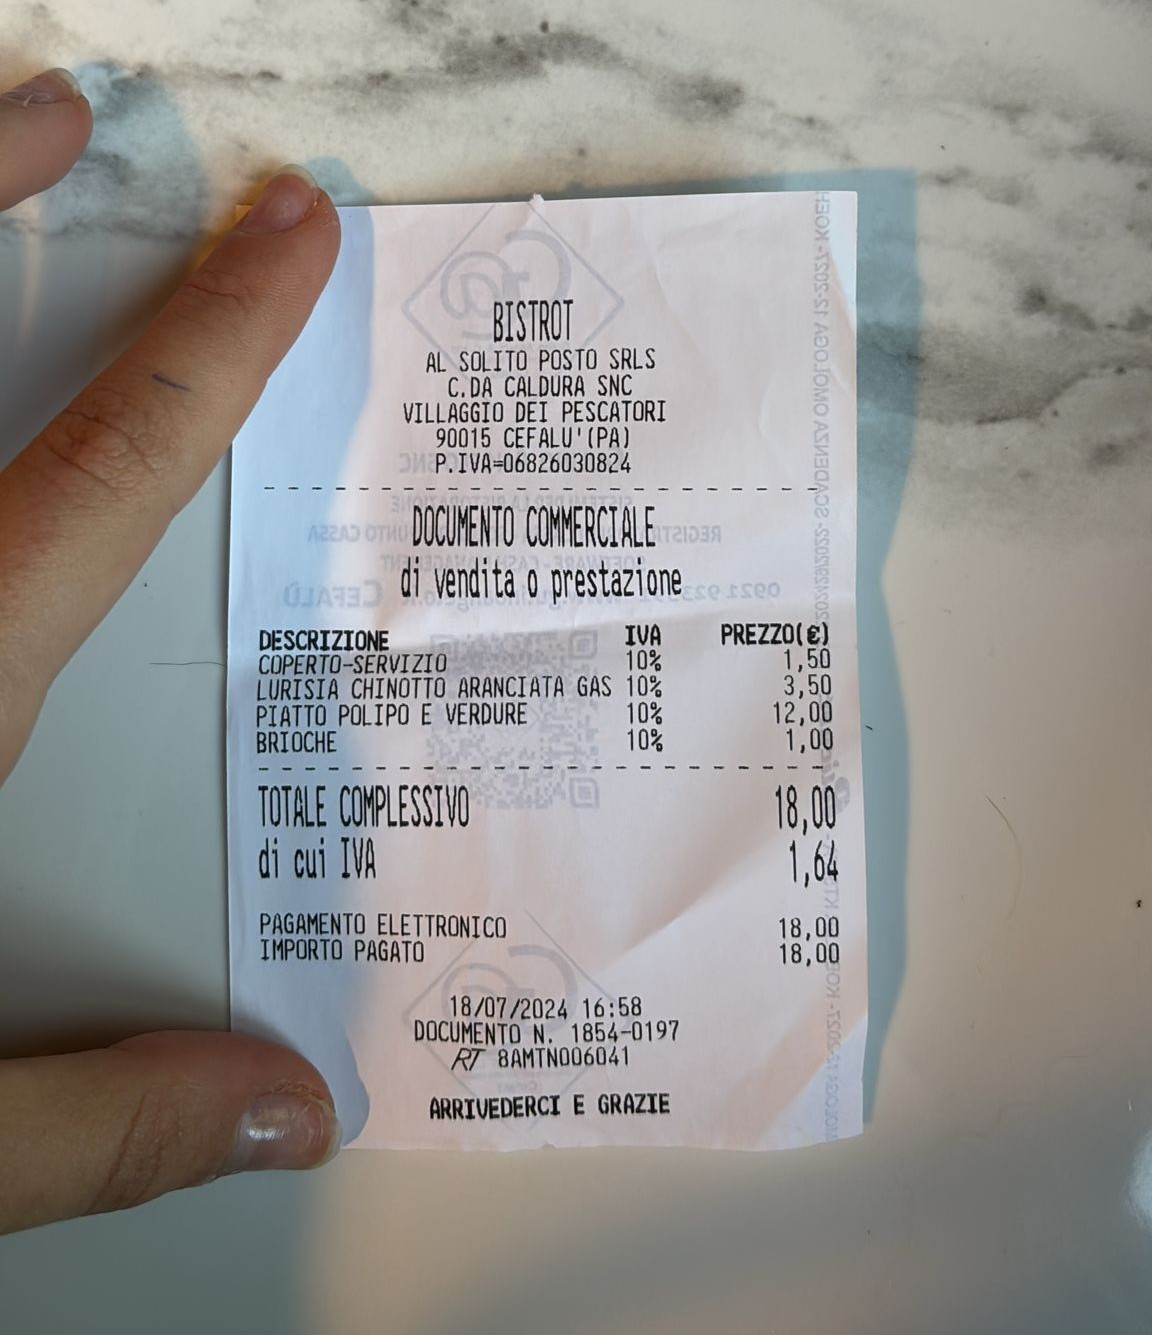 BISTROT
AL SOLITO POSTO SRLS
C.DA CALDURA SNC
VILLAGGIO DEI PESCATORI
90015 CEFALU'(PA)
P.IVA=06826030824
DOCUMENTO COMMERCIALE
di vendita o prestazione
DESCRIZIONE IVA PREZZO(€)
COPERTO-SERVIZIO 10% 1,50
LURISIA CHINOTTO ARANCIATA GAS 10% 3,50
PIATTO POLIPO E VERDURE 10% 12,00
BRIOCHE 10% 1,00
TOTALE COMPLESSIVO 18,00
di cui IVA 1,64
PAGAMENTO ELETTRONICO 18,00
IMPORTO PAGATO 18,00
18/07/2024 16:58
DOCUMENTO N. 1854-0197
RT 8AMTN006041
ARRIVEDERCI E GRAZIE